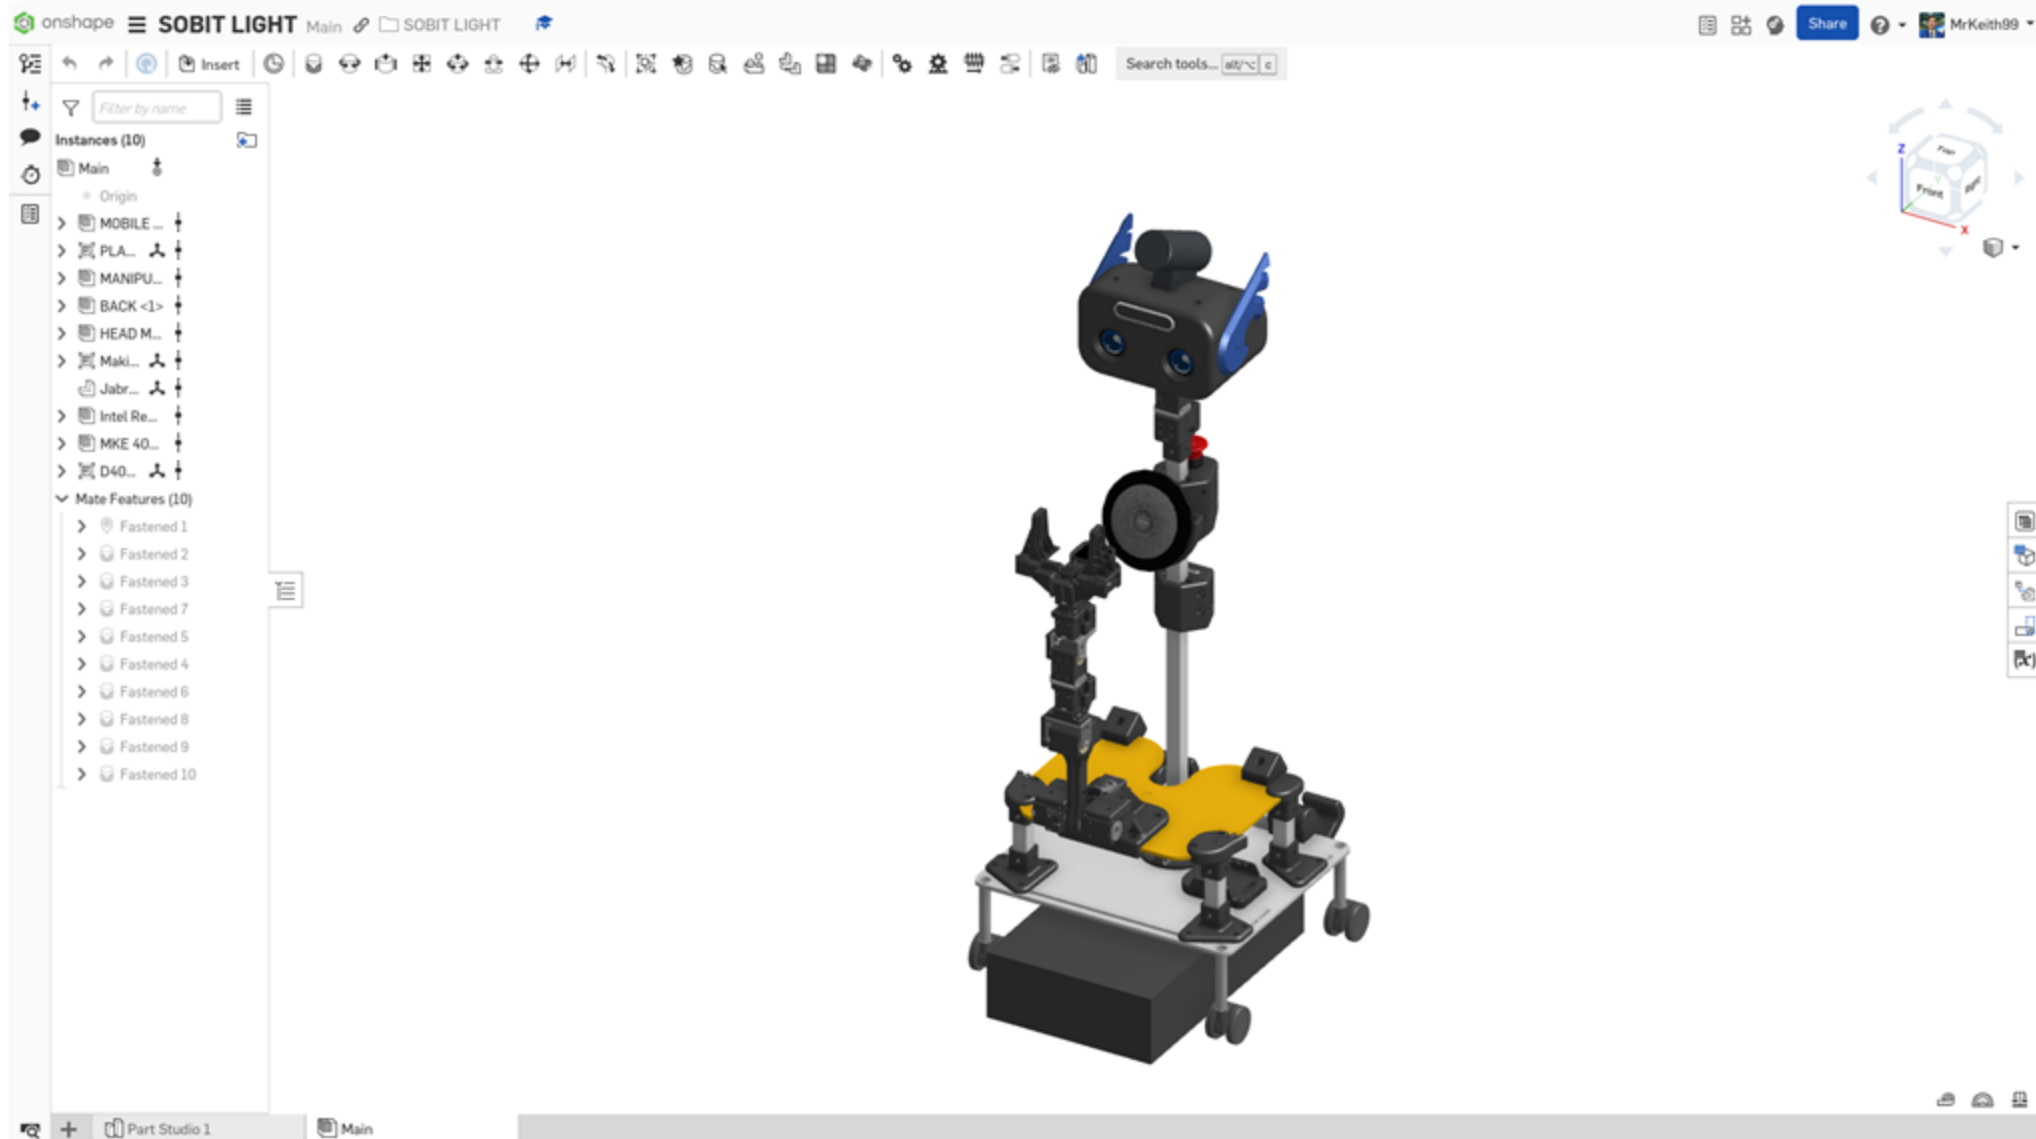 onshape SOBIT LIGHT Main SOBIT LIGHT Share MrKeith99
Insert Search tools... alt/⌥ c
Filter by name
Instances (10)
Main
Origin
MOBILE ...
PLA...
MANIPU...
BACK <1>
HEAD M...
Maki...
Jabr...
Intel Re...
MKE 40...
D40...
Mate Features (10)
Fastened 1
Fastened 2
Fastened 3
Fastened 7
Fastened 5
Fastened 4
Fastened 6
Fastened 8
Fastened 9
Fastened 10
Top
Z
Front
Y
Right
X
(x)
Part Studio 1 Main